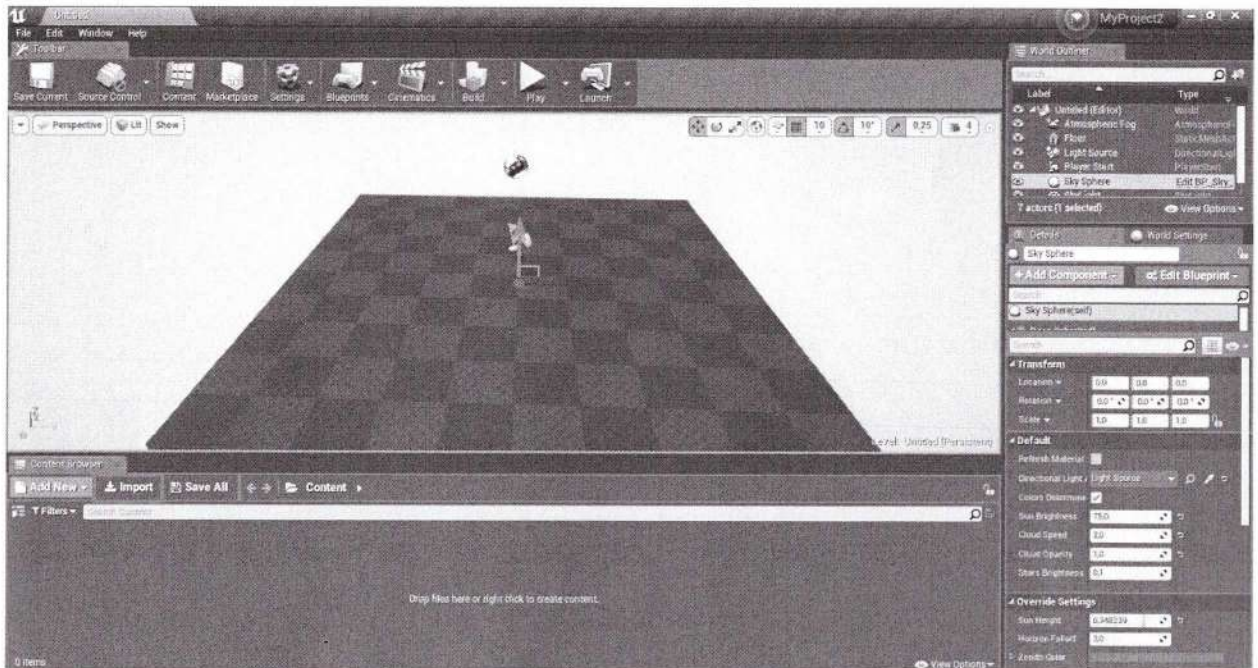 Untitled
MyProject2
File Edit Window Help
Toolbar
Save Current Source Control Content Marketplace Settings Blueprints Cinematics Build Play Launch
Perspective Lit Show
10 10° 0,25 4
Level: Untitled (Persistent)
World Outliner
Search...
Label Type
Untitled (Editor) World
Atmospheric Fog
Floor
Light Source
Player Start PlayerStart
Sky Sphere Edit BP_Sky_
7 actors (1 selected) View Options
Details World Settings
Sky Sphere
+Add Component Edit Blueprint
Search
Sky Sphere(self)
Search
Transform
Location 0,0 0,0 0,0
Rotation 0,0° 0,0° 0,0°
Scale 1,0 1,0 1,0
Default
Refresh Material
Directional Light Light Source
Colors Determine
Sun Brightness 75,0
Cloud Speed 2,0
Cloud Opacity 1,0
Stars Brightness 0,1
Override Settings
Sun Height
Horizon Falloff 3,0
Zenith Color
Content Browser
Add New Import Save All Content
Filters Search Content
Drop files here or right click to create content.
0 items View Options